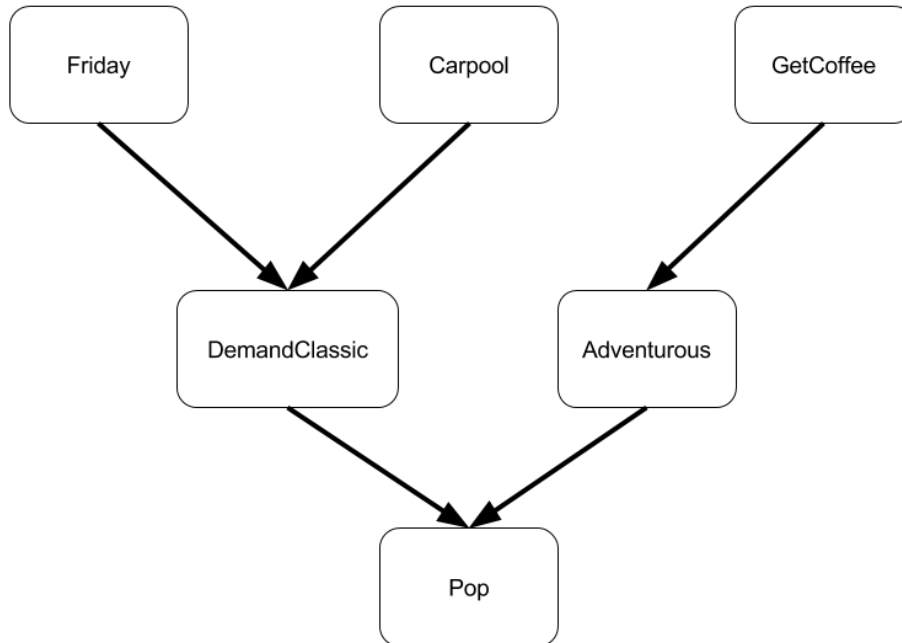 Friday
Carpool
GetCoffee
DemandClassic
Adventurous
Pop